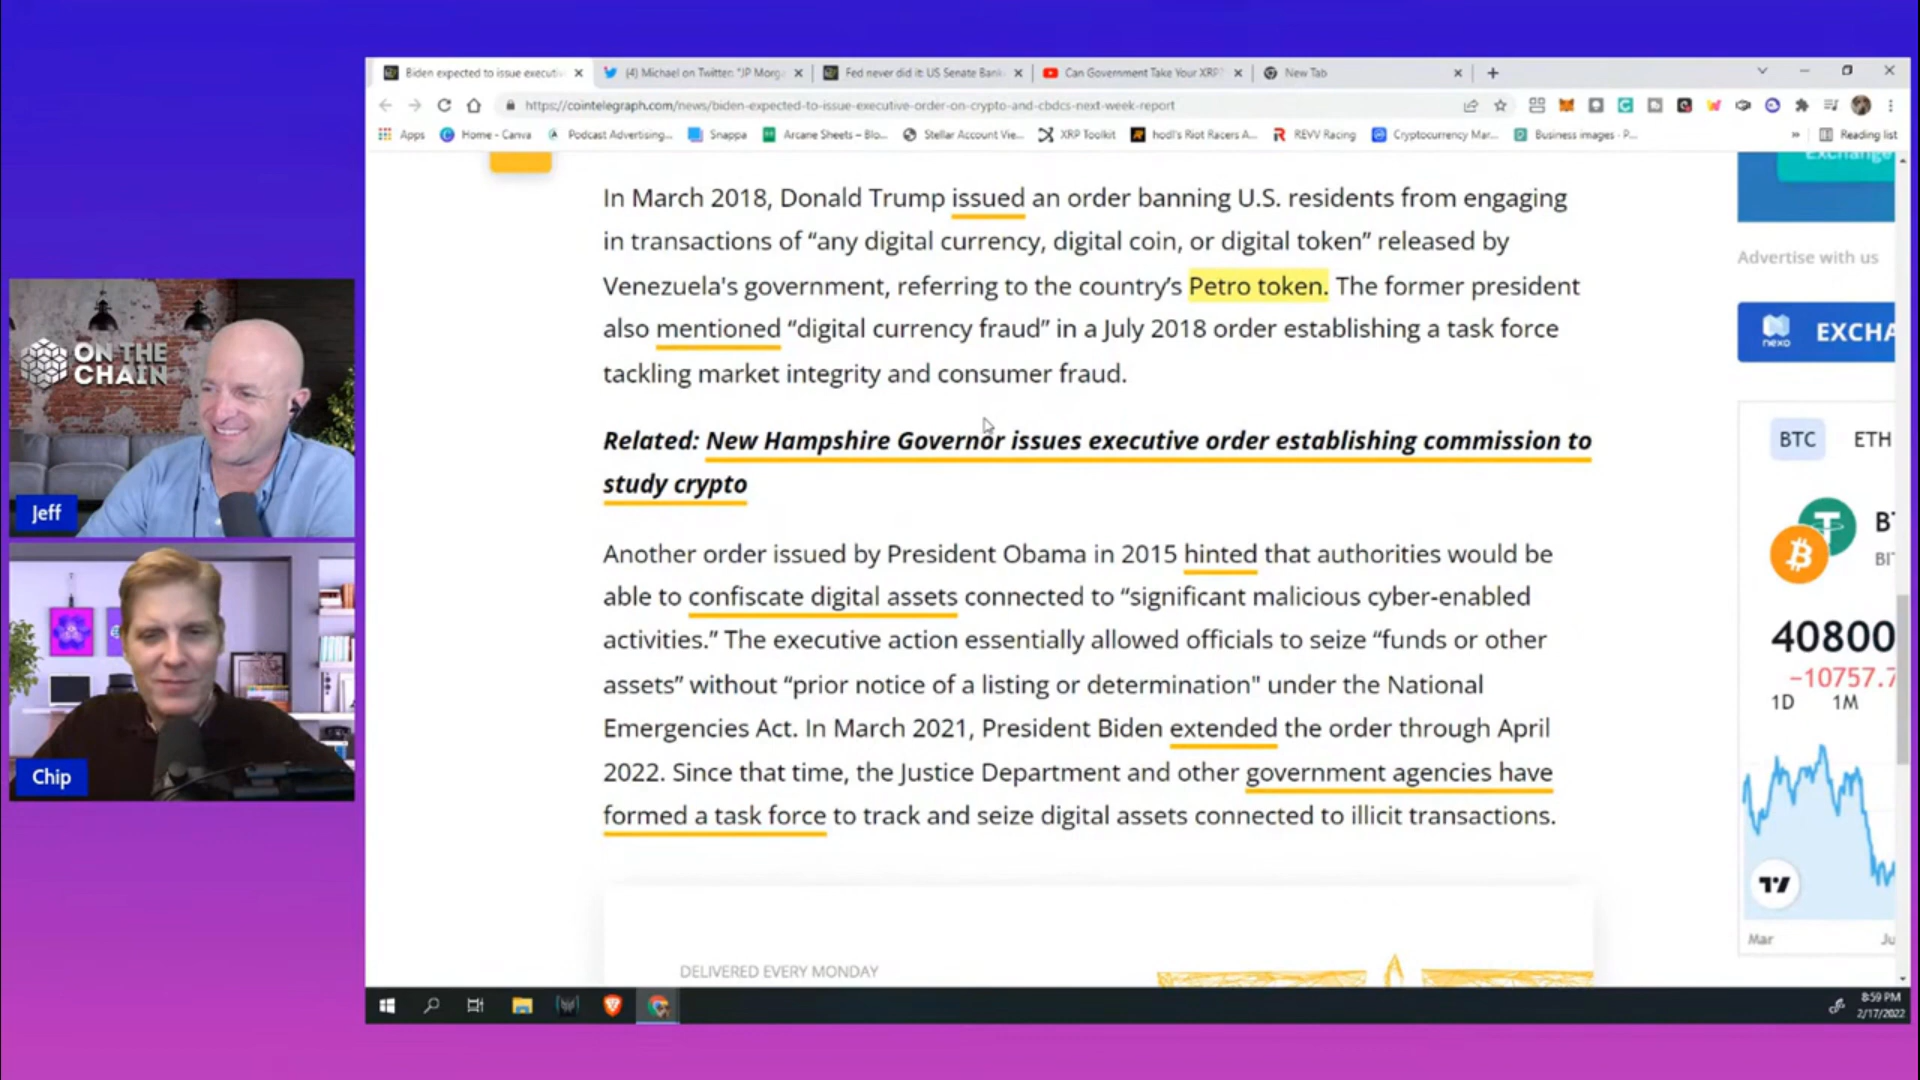 Biden expected to issue executi
(4) Michael on Twitter: "JP Morg
Fed never did it: US Senate Bank
Can Government Take Your XRP?
New Tab
https://cointelegraph.com/news/biden-expected-to-issue-executive-order-on-crypto-and-cbdcs-next-week-report
Apps
Home - Canva
Podcast Advertising...
Snappa
Arcane Sheets – Blo...
Stellar Account Vie...
XRP Toolkit
hodl's Riot Racers A...
REVV Racing
Cryptocurrency Mar...
Business images · P...
»
Reading list
Exchange
In March 2018, Donald Trump issued an order banning U.S. residents from engaging
in transactions of “any digital currency, digital coin, or digital token” released by
Venezuela's government, referring to the country’s Petro token. The former president
also mentioned “digital currency fraud” in a July 2018 order establishing a task force
tackling market integrity and consumer fraud.
Related: New Hampshire Governor issues executive order establishing commission to
study crypto
Another order issued by President Obama in 2015 hinted that authorities would be
able to confiscate digital assets connected to “significant malicious cyber-enabled
activities.” The executive action essentially allowed officials to seize “funds or other
assets” without “prior notice of a listing or determination" under the National
Emergencies Act. In March 2021, President Biden extended the order through April
2022. Since that time, the Justice Department and other government agencies have
formed a task force to track and seize digital assets connected to illicit transactions.
DELIVERED EVERY MONDAY
Advertise with us
nexo
EXCHA
BTC ETH
BT
BI
40800
−10757.7
1D 1M
Mar Ju
ON THE
CHAIN
Jeff
Chip
8:59 PM
2/17/2022